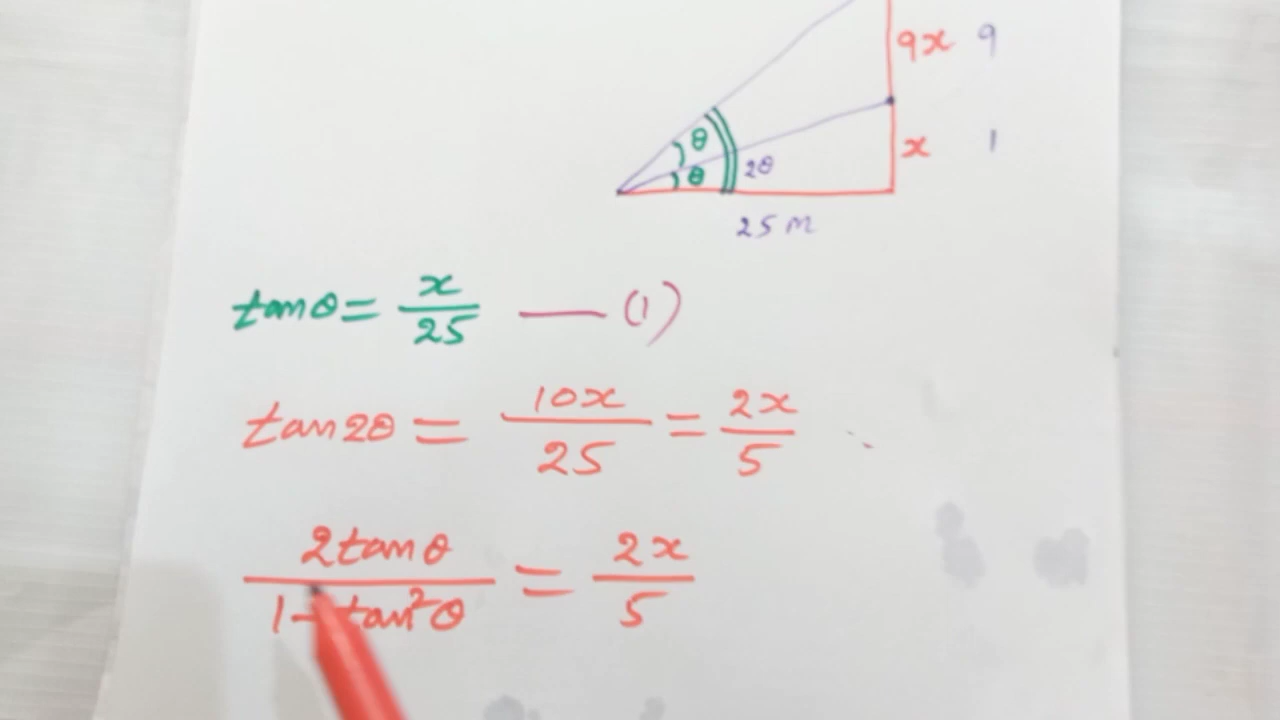 9x 9
θ
x 1
2θ
θ
25 m
tanθ = x/25 —— (1)
tan2θ = 10x/25 = 2x/5
2tanθ/1-tan²θ = 2x/5